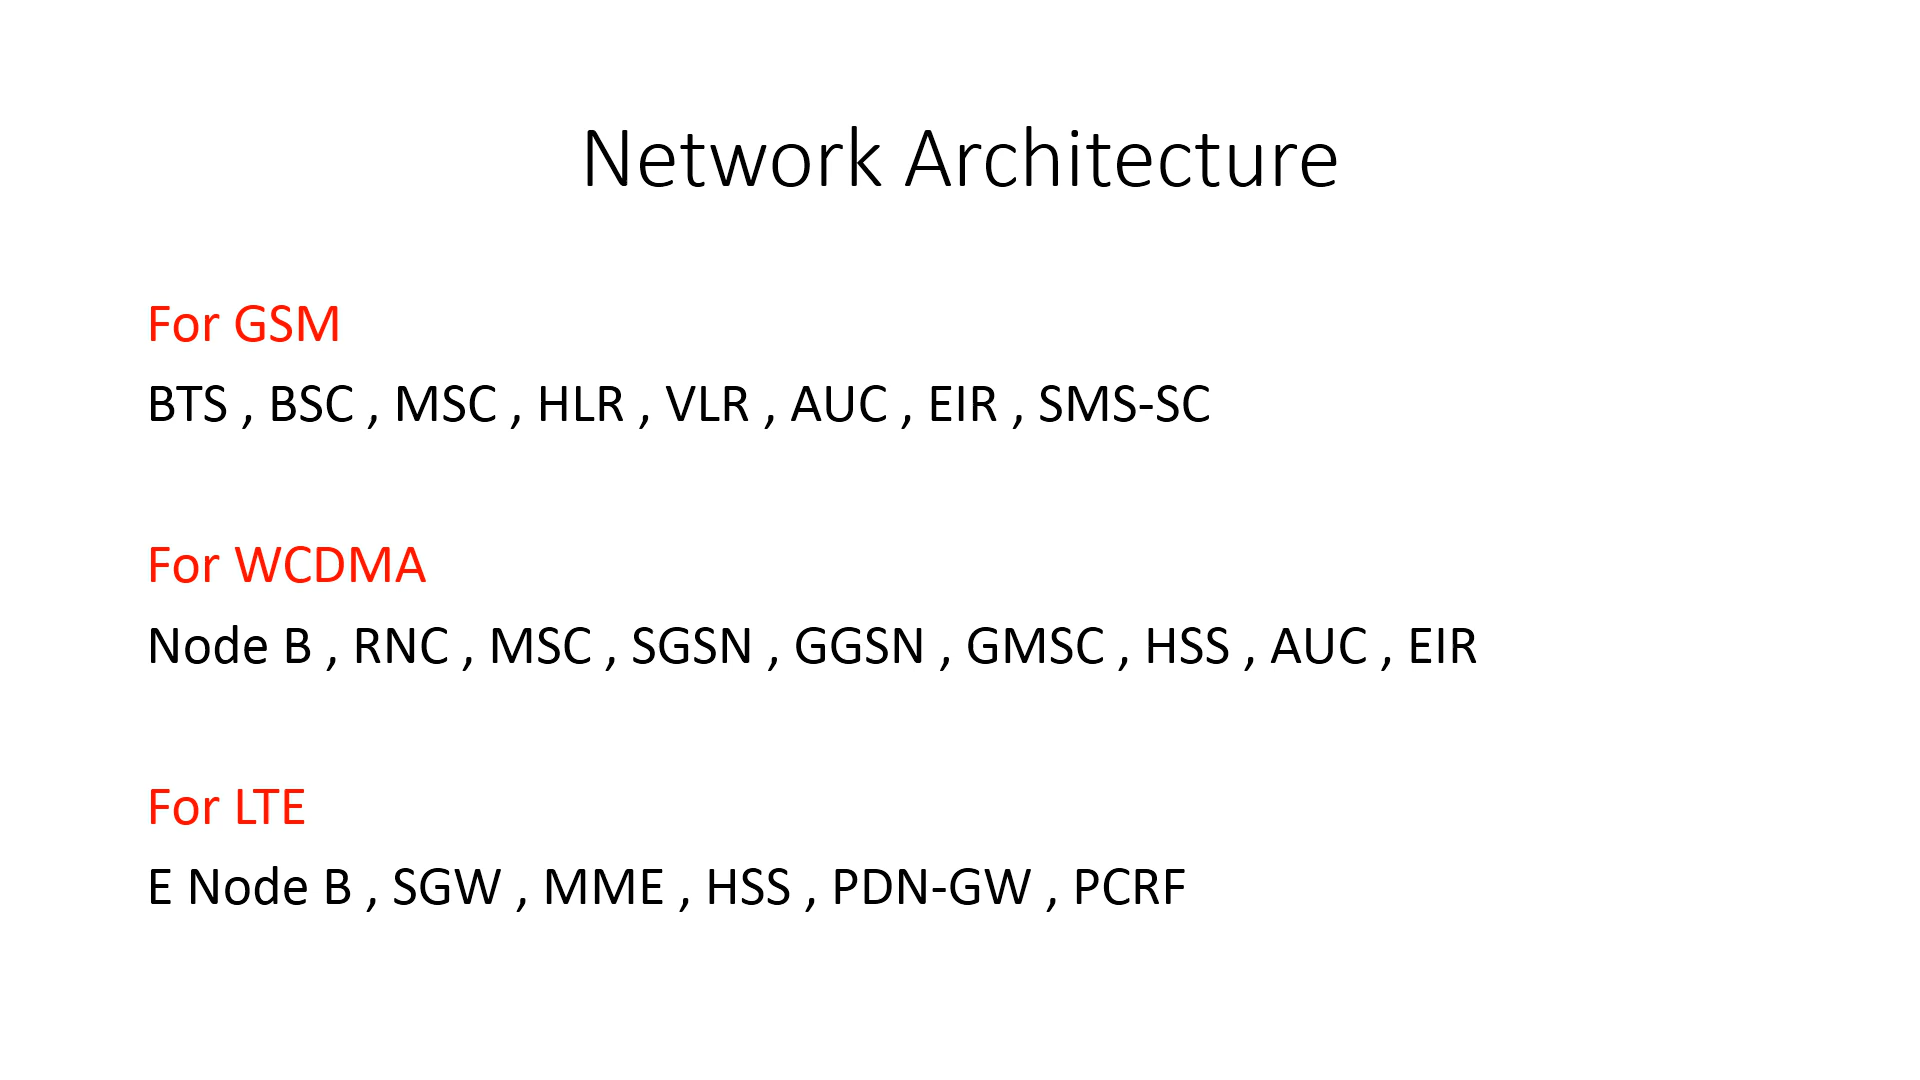 Network Architecture
For GSM
BTS , BSC , MSC , HLR , VLR , AUC , EIR , SMS-SC
For WCDMA
Node B , RNC , MSC , SGSN , GGSN , GMSC , HSS , AUC , EIR
For LTE
E Node B , SGW , MME , HSS , PDN-GW , PCRF